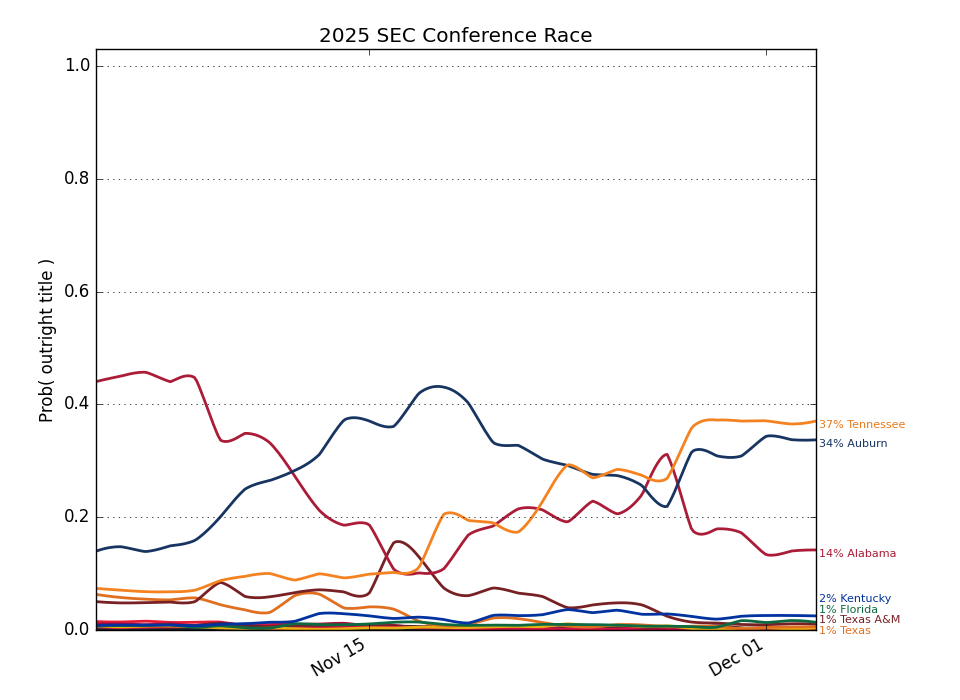 2025 SEC Conference Race
Prob( outright title )
1.0
0.8
0.6
0.4
0.2
0.0
Nov 15
Dec 01
37% Tennessee
34% Auburn
14% Alabama
2% Kentucky
1% Florida
1% Texas A&M
1% Texas